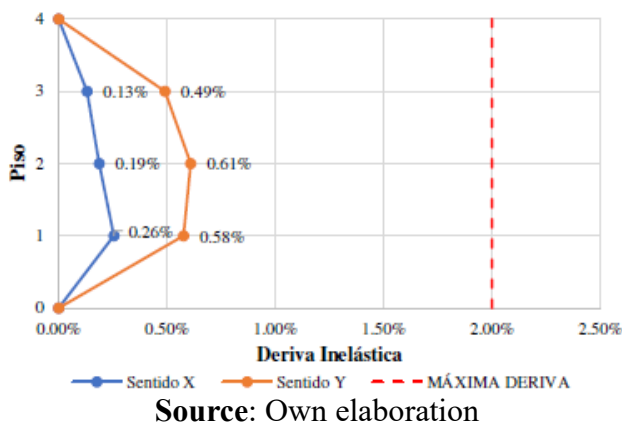 4
3
0.13%
0.49%
Piso
2
0.19%
0.61%
1
0.26%
0.58%
0
0.00% 0.50% 1.00% 1.50% 2.00% 2.50%
Deriva Inelástica
Sentido X Sentido Y MÁXIMA DERIVA
Source: Own elaboration